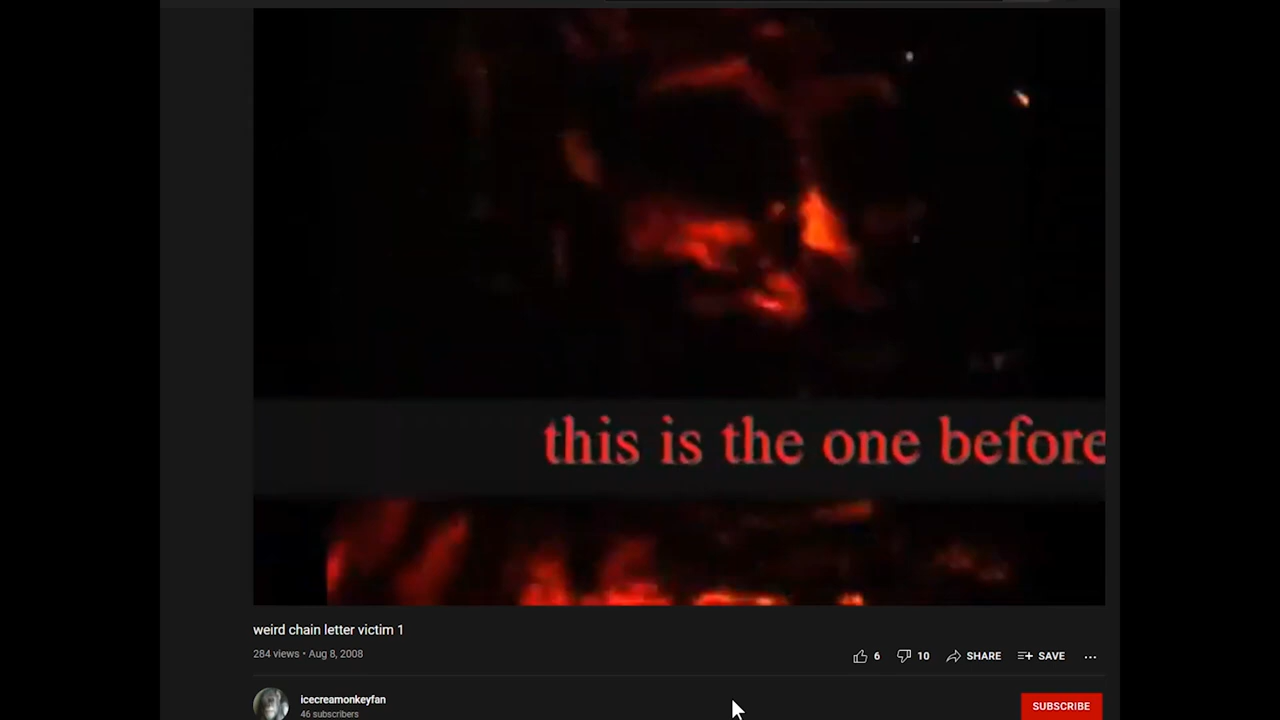 this is the one before
weird chain letter victim 1
284 views • Aug 8, 2008
6
10
SHARE
SAVE
icecreamonkeyfan
46 subscribers
SUBSCRIBE